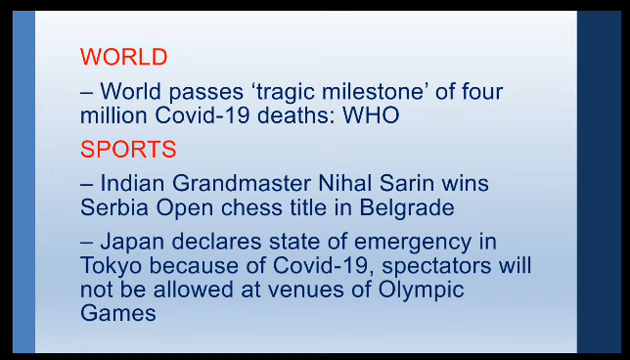 WORLD
– World passes ‘tragic milestone’ of four
million Covid-19 deaths: WHO
SPORTS
– Indian Grandmaster Nihal Sarin wins
Serbia Open chess title in Belgrade
– Japan declares state of emergency in
Tokyo because of Covid-19, spectators will
not be allowed at venues of Olympic
Games